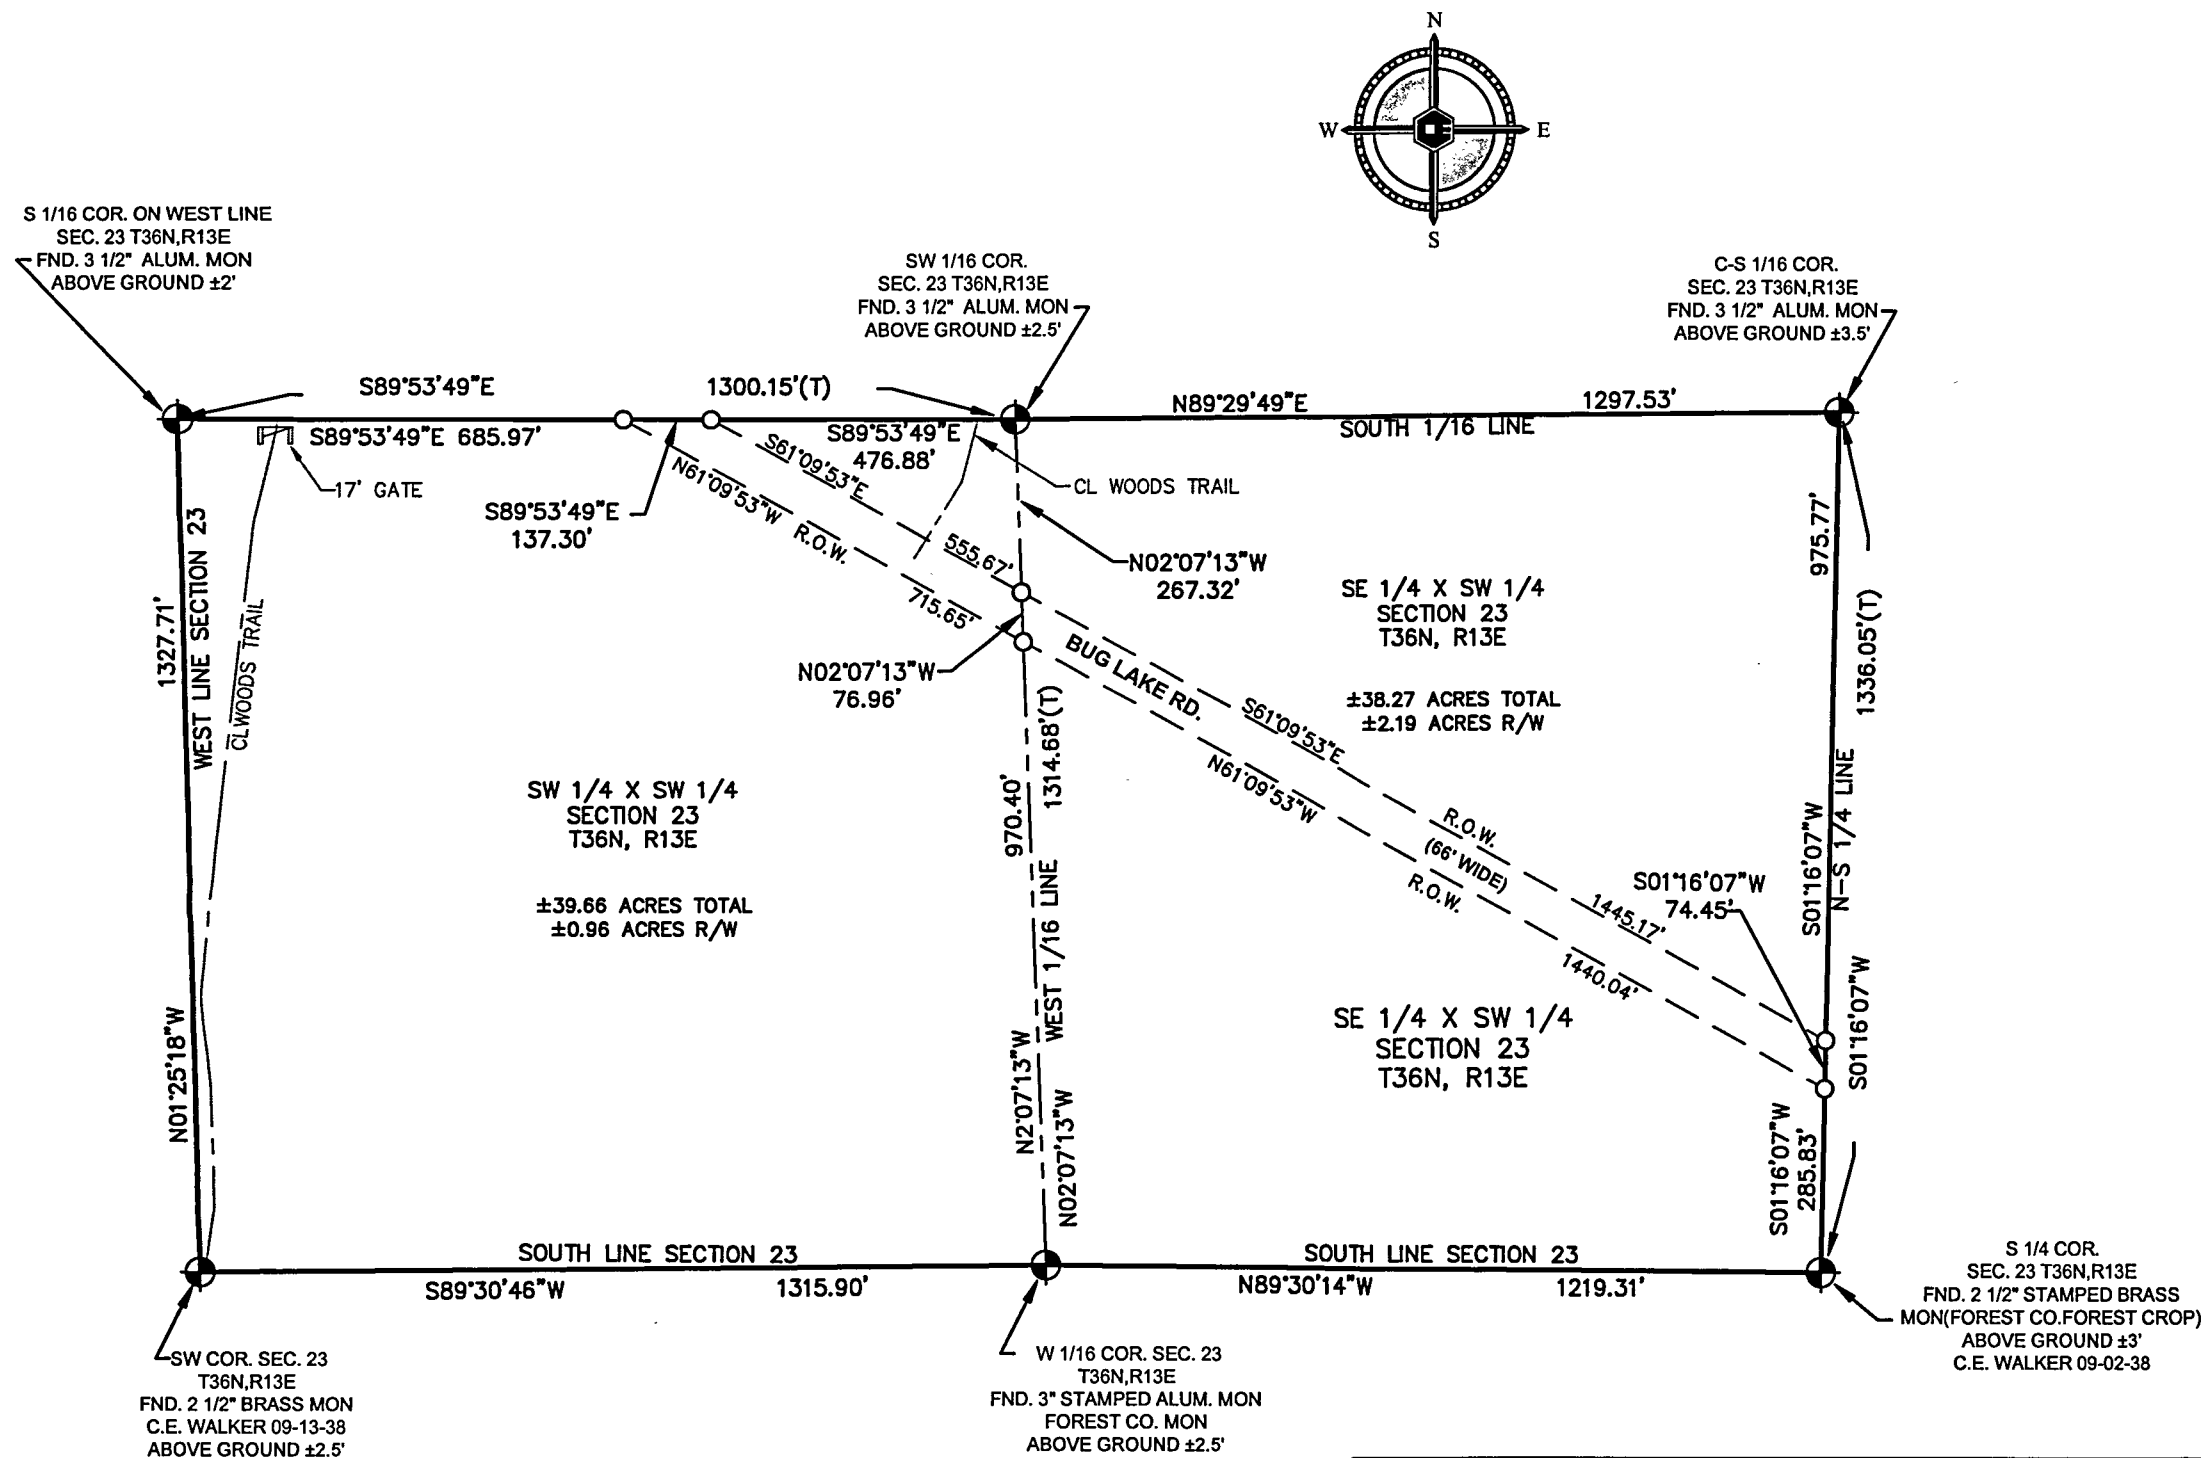 N
W
E
S
S 1/16 COR. ON WEST LINE
SEC. 23 T36N,R13E
FND. 3 1/2" ALUM. MON
ABOVE GROUND ±2'
SW 1/16 COR.
SEC. 23 T36N,R13E
FND. 3 1/2" ALUM. MON
ABOVE GROUND ±2.5'
C-S 1/16 COR.
SEC. 23 T36N,R13E
FND. 3 1/2" ALUM. MON
ABOVE GROUND ±3.5'
S89°53'49"E
1300.15'(T)
N89°29'49"E
1297.53'
SOUTH 1/16 LINE
S89°53'49"E 685.97'
S89°53'49"E
476.88'
17' GATE
CL WOODS TRAIL
S89°53'49"E
137.30'
S61°09'53"E
555.67'
N61°09'53"W
R.O.W.
715.65'
N02°07'13"W
267.32'
N02°07'13"W
76.96'
WEST LINE SECTION 23
1327.71'
N01°25'18"W
CLWOODS TRAIL
SW 1/4 X SW 1/4
SECTION 23
T36N, R13E
±39.66 ACRES TOTAL
±0.96 ACRES R/W
970.40'
1314.68'(T)
WEST 1/16 LINE
N2°07'13"W
N02°07'13"W
SE 1/4 X SW 1/4
SECTION 23
T36N, R13E
±38.27 ACRES TOTAL
±2.19 ACRES R/W
BUG LAKE RD.
S61°09'53"E
N61°09'53"W
R.O.W.
(66' WIDE)
R.O.W.
1445.17'
1440.04'
SE 1/4 X SW 1/4
SECTION 23
T36N, R13E
975.77'
1336.05'(T)
S01°16'07"W
N-S 1/4 LINE
S01°16'07"W
74.45'
S01°16'07"W
S01°16'07"W
285.83'
SOUTH LINE SECTION 23
S89°30'46"W
1315.90'
SOUTH LINE SECTION 23
N89°30'14"W
1219.31'
SW COR. SEC. 23
T36N,R13E
FND. 2 1/2" BRASS MON
C.E. WALKER 09-13-38
ABOVE GROUND ±2.5'
W 1/16 COR. SEC. 23
T36N,R13E
FND. 3" STAMPED ALUM. MON
FOREST CO. MON
ABOVE GROUND ±2.5'
S 1/4 COR.
SEC. 23 T36N,R13E
FND. 2 1/2" STAMPED BRASS
MON(FOREST CO.FOREST CROP)
ABOVE GROUND ±3'
C.E. WALKER 09-02-38